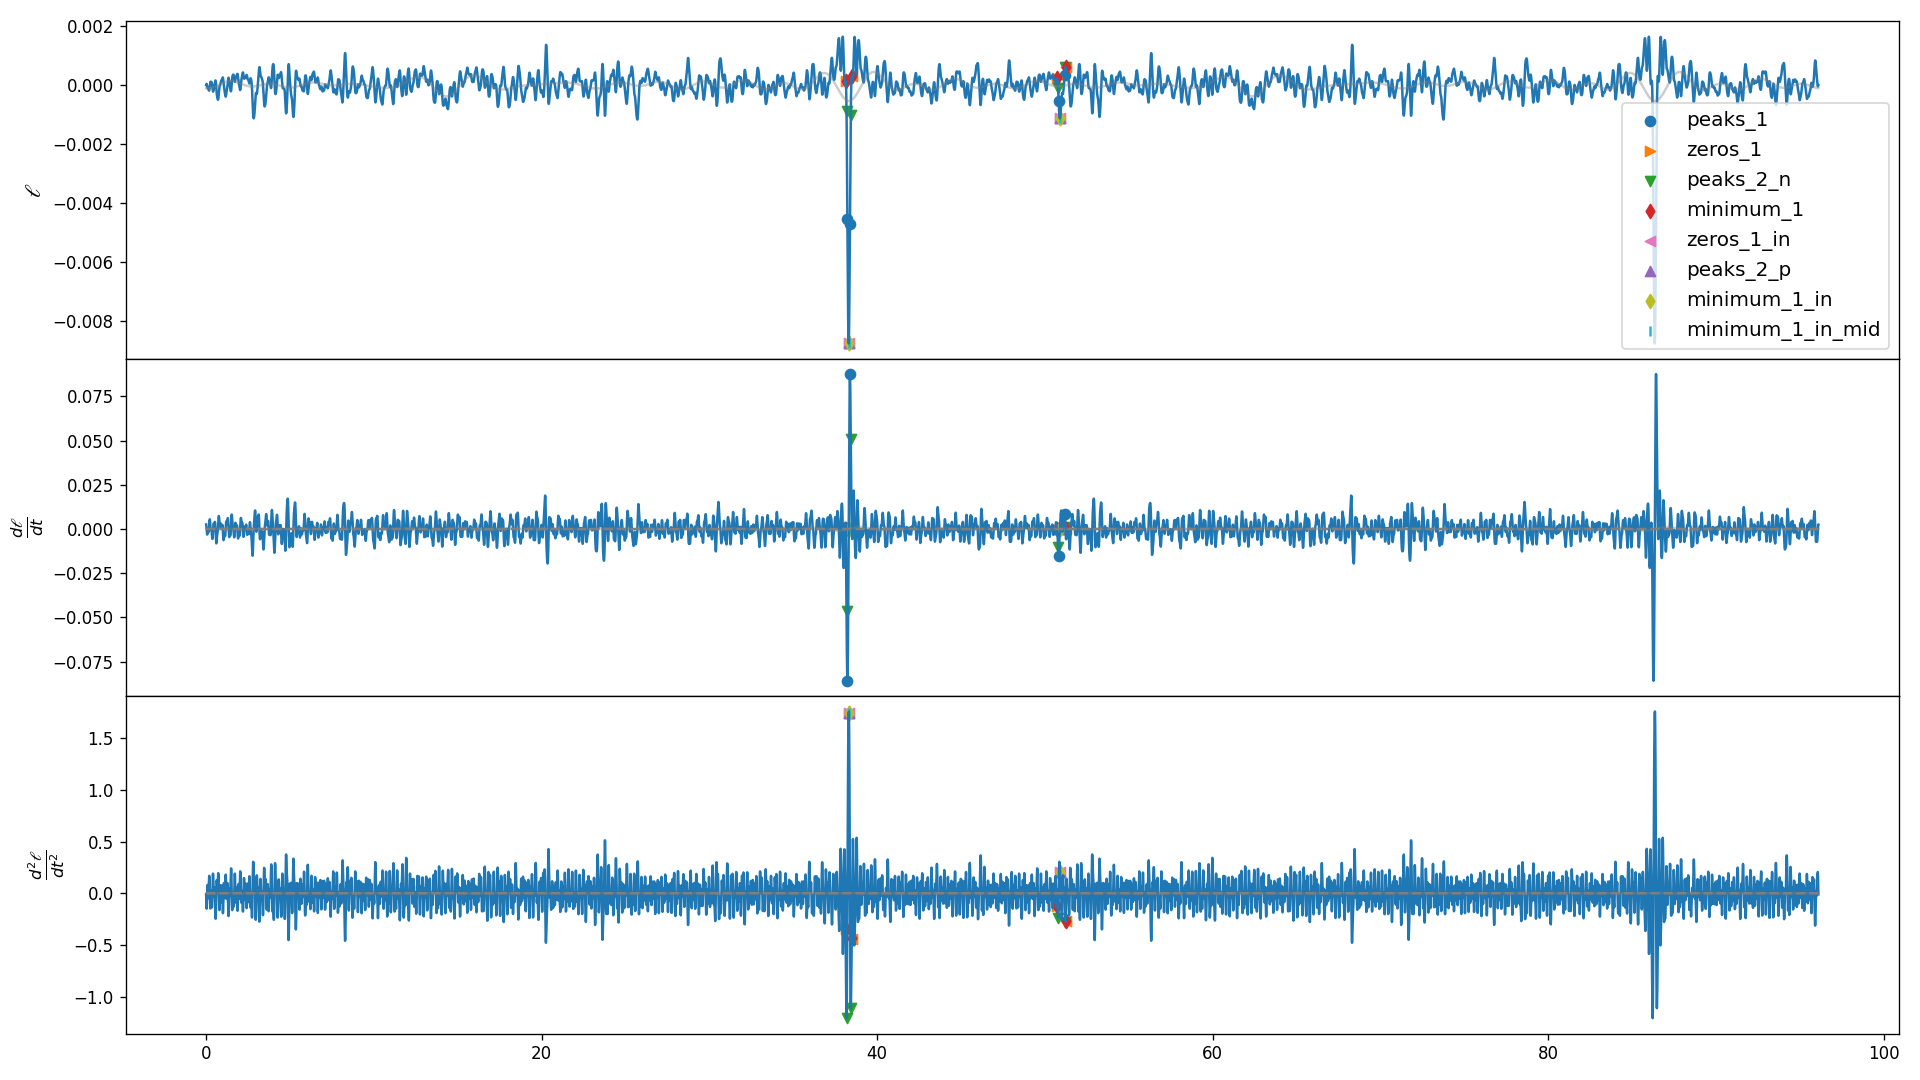 0.002
0.000
−0.002
−0.004
−0.006
−0.008
ℓ
peaks_1
zeros_1
peaks_2_n
minimum_1
zeros_1_in
peaks_2_p
minimum_1_in
minimum_1_in_mid
0.075
0.050
0.025
0.000
−0.025
−0.050
−0.075
dℓ
dt
1.5
1.0
0.5
0.0
−0.5
−1.0
d²ℓ
dt²
0 20 40 60 80 100